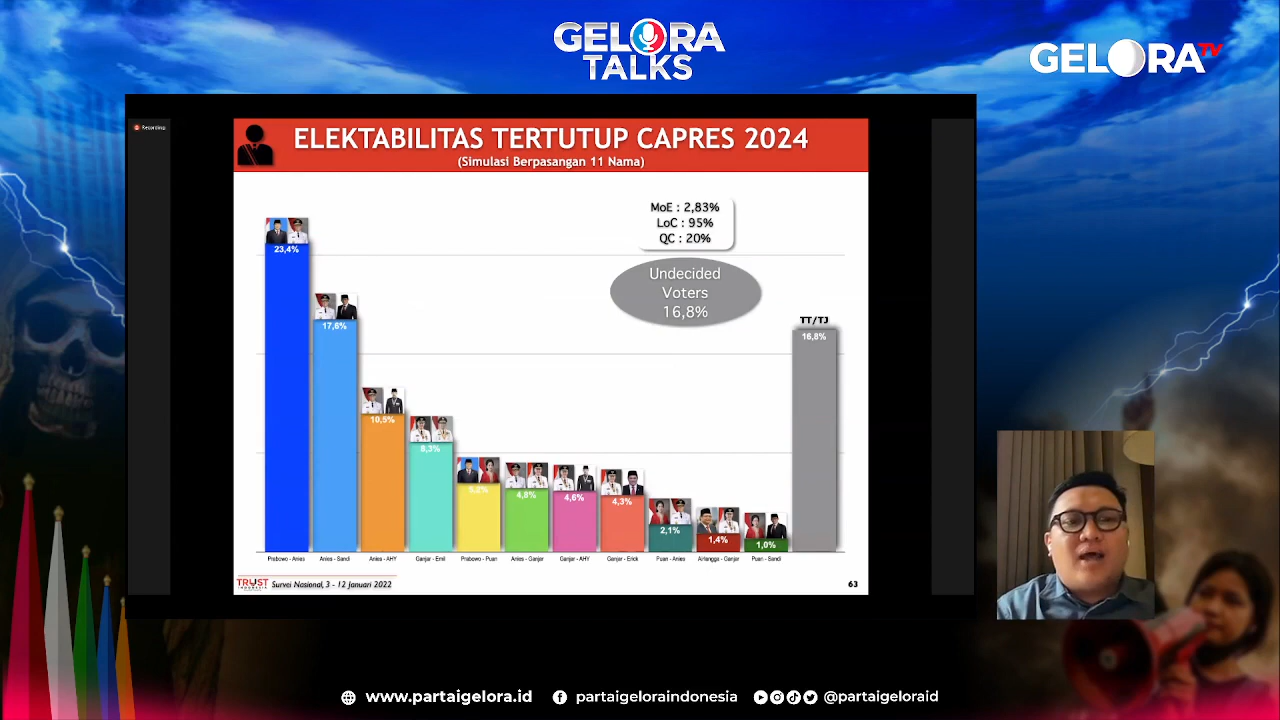 GELORA
TALKS
GELORA TV
Recording
ELEKTABILITAS TERTUTUP CAPRES 2024
(Simulasi Berpasangan 11 Nama)
MoE : 2,83%
LoC : 95%
QC : 20%
Undecided
Voters
16,8%
23,4%
17,6%
10,5%
8,3%
5,2%
4,8%
4,6%
4,3%
2,1%
1,4%
1,0%
TT/TJ
16,8%
Prabowo - Anies
Anies - Sandi
Anies - AHY
Ganjar - Emil
Prabowo - Puan
Anies - Ganjar
Ganjar - AHY
Ganjar - Erick
Puan - Anies
Airlangga - Ganjar
Puan - Sandi
TRUST
INDONESIA
Survei Nasional, 3 - 12 Januari 2022
63
www.partaigelora.id
partaigeloraindonesia
@partaigeloraid